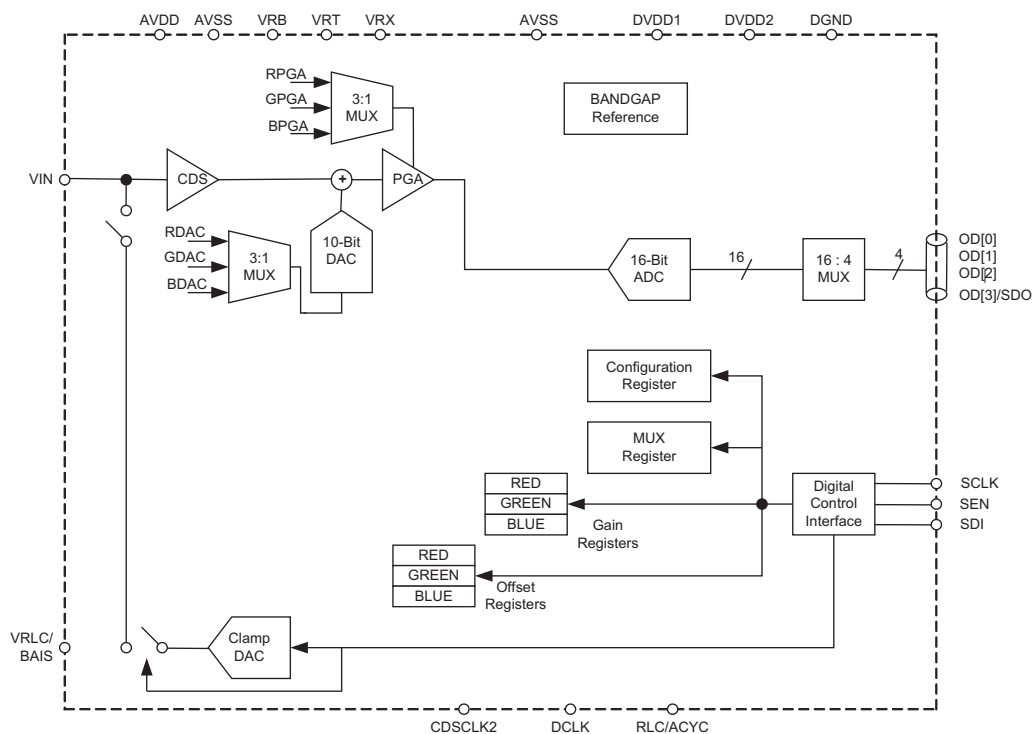 AVDD AVSS VRB VRT VRX AVSS DVDD1 DVDD2 DGND
RPGA
GPGA
BPGA
3:1
MUX
BANDGAP
Reference
VIN
CDS
+
PGA
RDAC
GDAC
BDAC
3:1
MUX
10-Bit
DAC
16-Bit
ADC
16
16 : 4
MUX
4
OD[0]
OD[1]
OD[2]
OD[3]/SDO
Configuration
Register
MUX
Register
RED
GREEN
BLUE
Gain
Registers
Digital
Control
Interface
SCLK
SEN
SDI
RED
GREEN
BLUE
Offset
Registers
VRLC/
BAIS
Clamp
DAC
CDSCLK2 DCLK RLC/ACYC